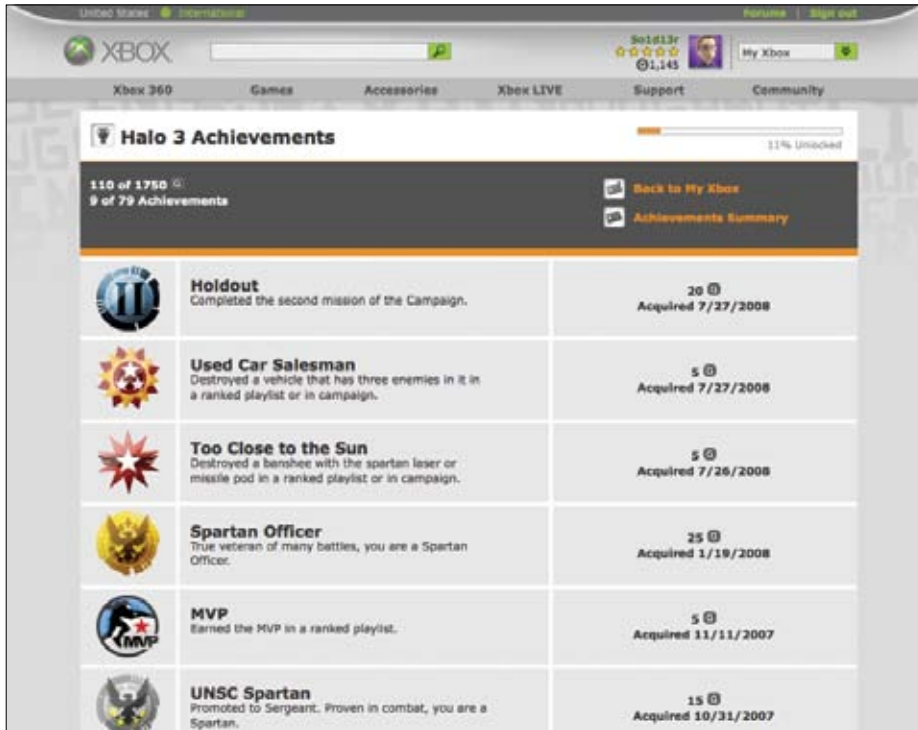 United States International
Forums | Sign out
XBOX
So1d13r
1,145
My Xbox
Xbox 360 Games Accessories Xbox LIVE Support Community
Halo 3 Achievements
11% Unlocked
110 of 1750 G
9 of 79 Achievements
Back to My Xbox
Achievements Summary
II
Holdout
Completed the second mission of the Campaign.
20 G
Acquired 7/27/2008
Used Car Salesman
Destroyed a vehicle that has three enemies in it in
a ranked playlist or in campaign.
5 G
Acquired 7/27/2008
Too Close to the Sun
Destroyed a banshee with the spartan laser or
missile pod in a ranked playlist or in campaign.
5 G
Acquired 7/26/2008
Spartan Officer
True veteran of many battles, you are a Spartan
Officer.
25 G
Acquired 1/19/2008
MVP
MVP
Earned the MVP in a ranked playlist.
5 G
Acquired 11/11/2007
UNSC Spartan
Promoted to Sergeant. Proven in combat, you are a
Spartan.
15 G
Acquired 10/31/2007